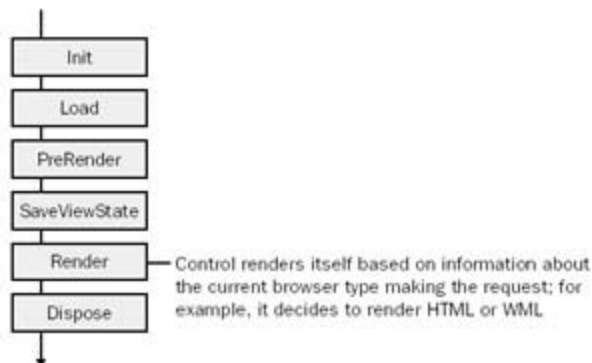 Init
Load
PreRender
SaveViewState
Render
Control renders itself based on information about
the current browser type making the request; for
example, it decides to render HTML or WML
Dispose